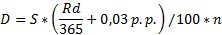 D = S * (Rd/365 + 0,03 p. p.) /100 * n